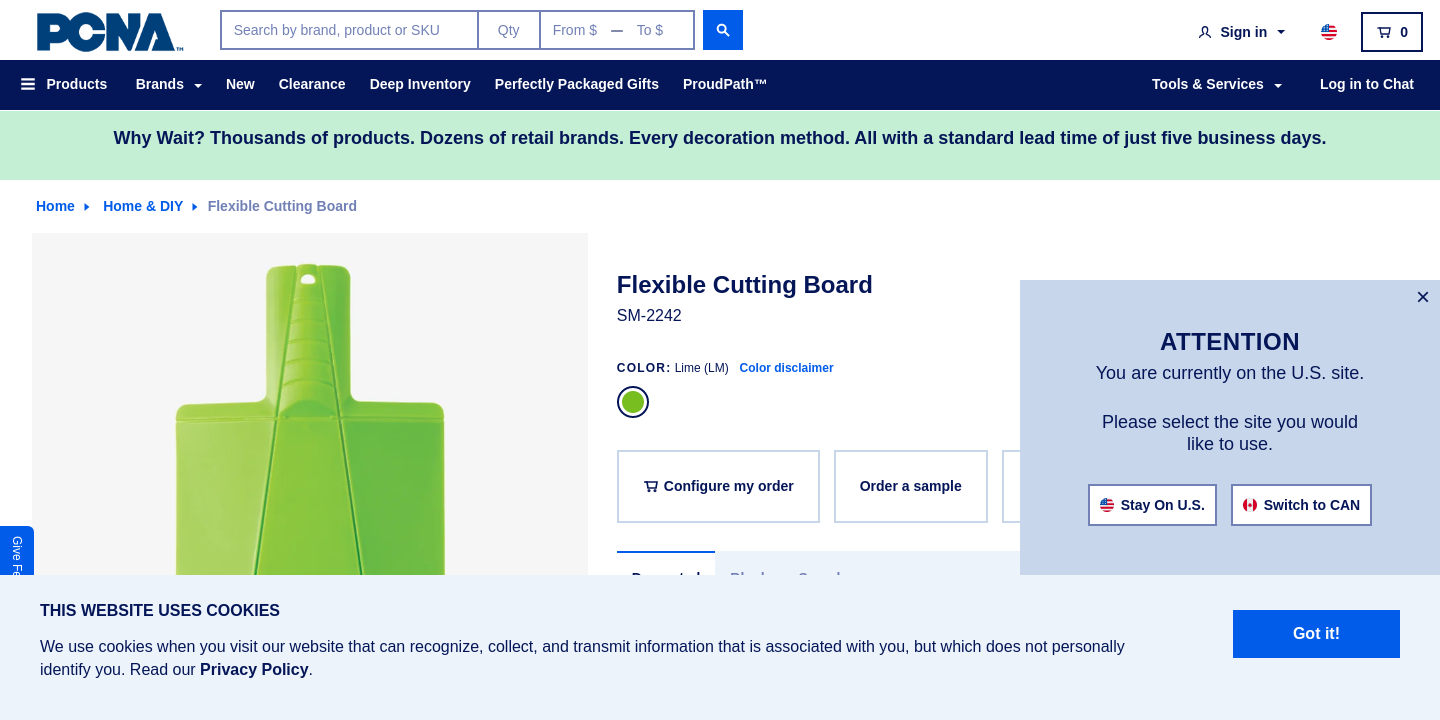 PCNA™
Search by brand, product or SKU
Qty
From $ — To $
Sign in
0
Products
Brands
New
Clearance
Deep Inventory
Perfectly Packaged Gifts
ProudPath™
Tools & Services
Log in to Chat
Why Wait? Thousands of products. Dozens of retail brands. Every decoration method. All with a standard lead time of just five business days.
Home
Home & DIY
Flexible Cutting Board
Flexible Cutting Board
SM-2242
COLOR: Lime (LM) Color disclaimer
Configure my order
Order a sample
×
ATTENTION
You are currently on the U.S. site.
Please select the site you would
like to use.
Stay On U.S.
Switch to CAN
Give
THIS WEBSITE USES COOKIES
We use cookies when you visit our website that can recognize, collect, and transmit information that is associated with you, but which does not personally
identify you. Read our Privacy Policy.
Got it!